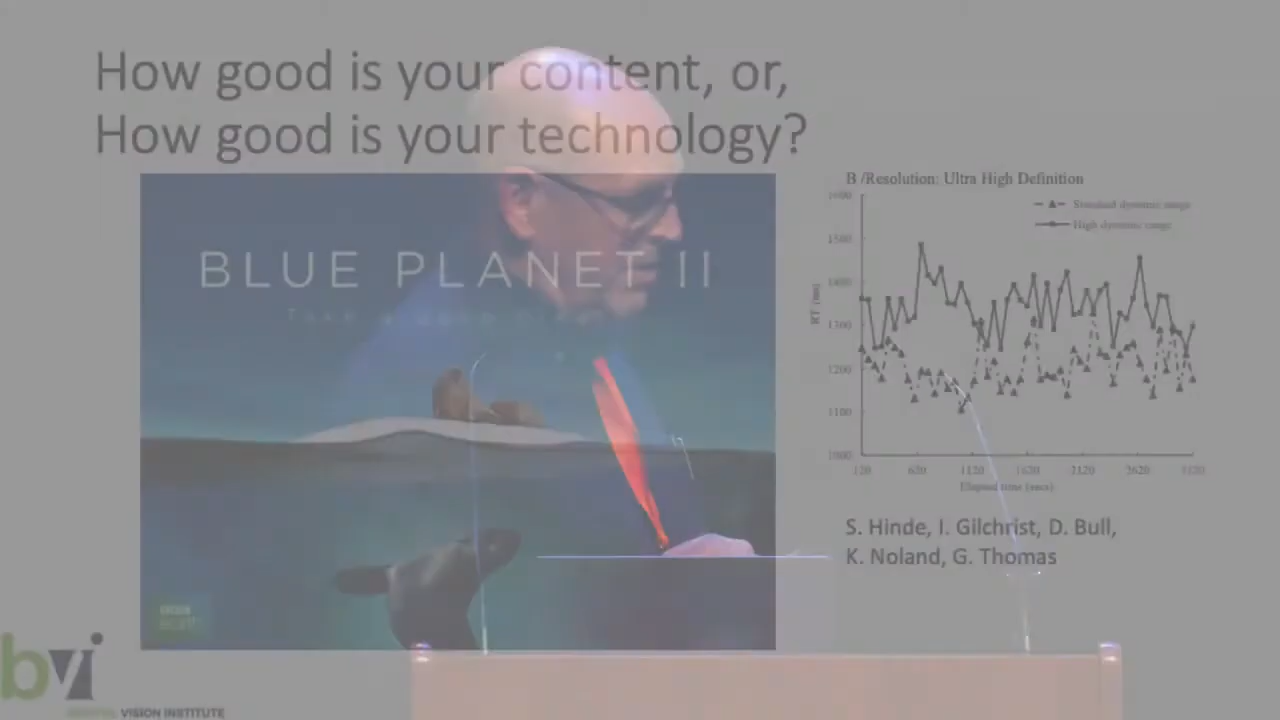 How good is your content, or,
How good is your technology?
BLUE PLANET II
B /Resolution: Ultra High Definition
Standard dynamic range
High dynamic range
RT (ms)
1600
1500
1400
1300
1200
1100
1000
120 620 1120 1620 2120 2620 3120
Elapsed time (secs)
S. Hinde, I. Gilchrist, D. Bull,
K. Noland, G. Thomas
bvi
VISION INSTITUTE